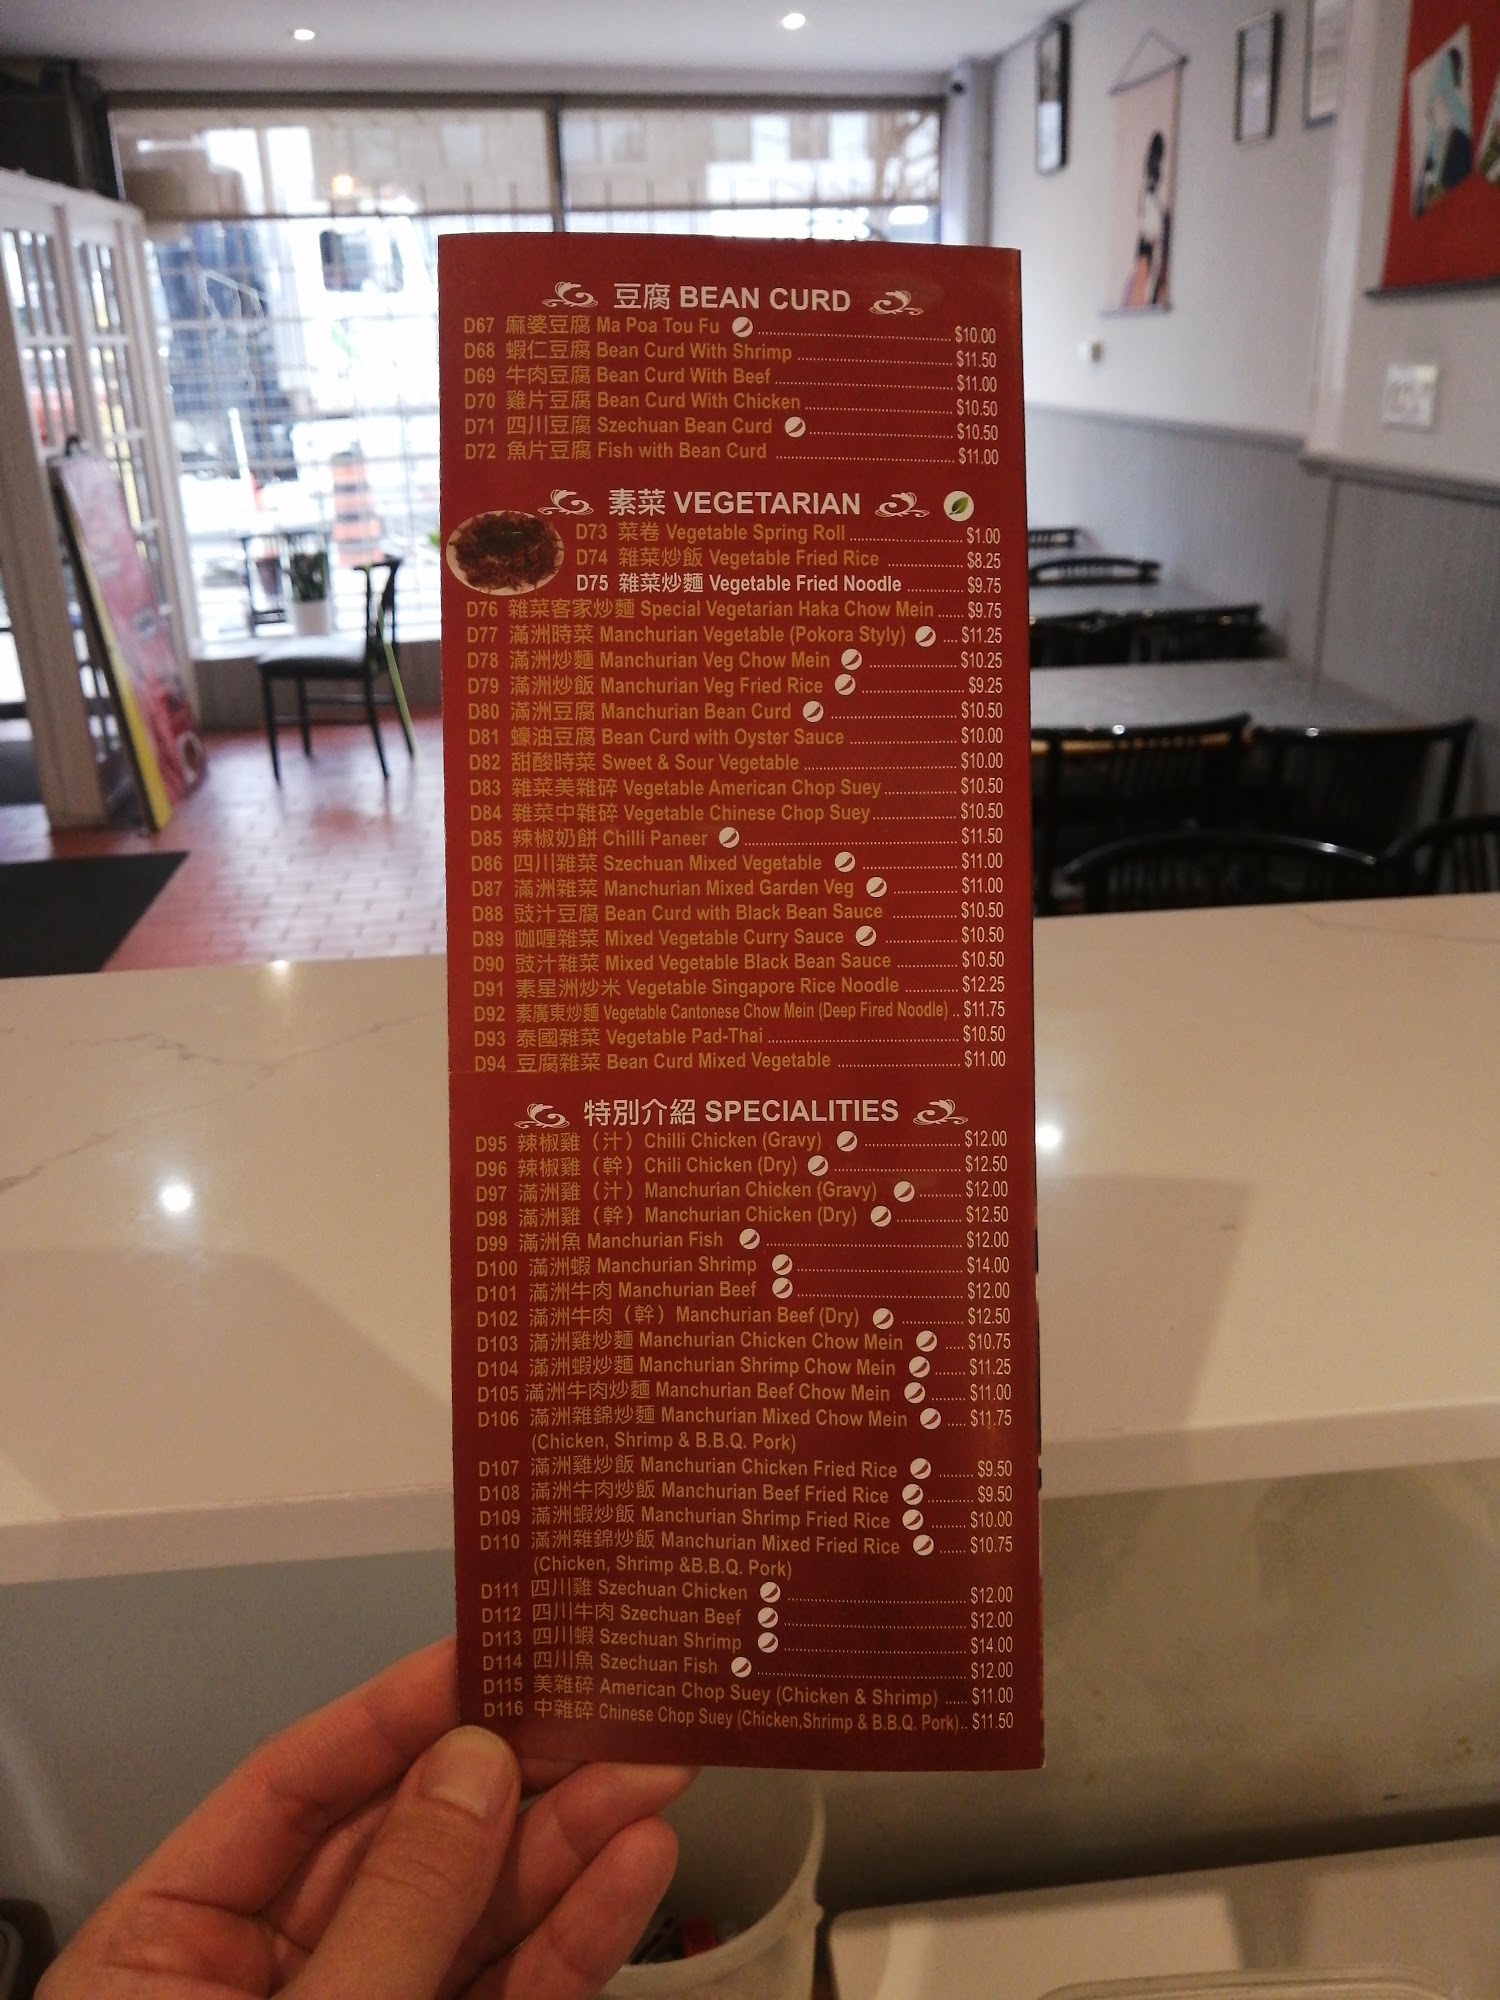 豆腐 BEAN CURD
D67 麻婆豆腐 Ma Poa Tou Fu $10.00
D68 蝦仁豆腐 Bean Curd With Shrimp $11.50
D69 牛肉豆腐 Bean Curd With Beef $11.00
D70 雞片豆腐 Bean Curd With Chicken $10.50
D71 四川豆腐 Szechuan Bean Curd $10.50
D72 魚片豆腐 Fish with Bean Curd $11.00
素菜 VEGETARIAN
D73 菜卷 Vegetable Spring Roll $1.00
D74 雜菜炒飯 Vegetable Fried Rice $8.25
D75 雜菜炒麵 Vegetable Fried Noodle $9.75
D76 雜菜客家炒麵 Special Vegetarian Haka Chow Mein $9.75
D77 滿洲時菜 Manchurian Vegetable (Pokora Styly) $11.25
D78 滿洲炒麵 Manchurian Veg Chow Mein $10.25
D79 滿洲炒飯 Manchurian Veg Fried Rice $9.25
D80 滿洲豆腐 Manchurian Bean Curd $10.50
D81 蠔油豆腐 Bean Curd with Oyster Sauce $10.00
D82 甜酸時菜 Sweet & Sour Vegetable $10.00
D83 雜菜美雜碎 Vegetable American Chop Suey $10.50
D84 雜菜中雜碎 Vegetable Chinese Chop Suey $10.50
D85 辣椒奶餅 Chilli Paneer $11.50
D86 四川雜菜 Szechuan Mixed Vegetable $11.00
D87 滿洲雜菜 Manchurian Mixed Garden Veg $11.00
D88 豉汁豆腐 Bean Curd with Black Bean Sauce $10.50
D89 咖喱雜菜 Mixed Vegetable Curry Sauce $10.50
D90 豉汁雜菜 Mixed Vegetable Black Bean Sauce $10.50
D91 素星洲炒米 Vegetable Singapore Rice Noodle $12.25
D92 素廣東炒麵 Vegetable Cantonese Chow Mein (Deep Fired Noodle) $11.75
D93 泰國雜菜 Vegetable Pad-Thai $10.50
D94 豆腐雜菜 Bean Curd Mixed Vegetable $11.00
特別介紹 SPECIALITIES
D95 辣椒雞（汁）Chilli Chicken (Gravy) $12.00
D96 辣椒雞（幹）Chili Chicken (Dry) $12.50
D97 滿洲雞（汁）Manchurian Chicken (Gravy) $12.00
D98 滿洲雞（幹）Manchurian Chicken (Dry) $12.50
D99 滿洲魚 Manchurian Fish $12.00
D100 滿洲蝦 Manchurian Shrimp $14.00
D101 滿洲牛肉 Manchurian Beef $12.00
D102 滿洲牛肉（幹）Manchurian Beef (Dry) $12.50
D103 滿洲雞炒麵 Manchurian Chicken Chow Mein $10.75
D104 滿洲蝦炒麵 Manchurian Shrimp Chow Mein $11.25
D105 滿洲牛肉炒麵 Manchurian Beef Chow Mein $11.00
D106 滿洲雜錦炒麵 Manchurian Mixed Chow Mein $11.75
(Chicken, Shrimp & B.B.Q. Pork)
D107 滿洲雞炒飯 Manchurian Chicken Fried Rice $9.50
D108 滿洲牛肉炒飯 Manchurian Beef Fried Rice $9.50
D109 滿洲蝦炒飯 Manchurian Shrimp Fried Rice $10.00
D110 滿洲雜錦炒飯 Manchurian Mixed Fried Rice $10.75
(Chicken, Shrimp &B.B.Q. Pork)
D111 四川雞 Szechuan Chicken $12.00
D112 四川牛肉 Szechuan Beef $12.00
D113 四川蝦 Szechuan Shrimp $14.00
D114 四川魚 Szechuan Fish $12.00
D115 美雜碎 American Chop Suey (Chicken & Shrimp) $11.00
D116 中雜碎 Chinese Chop Suey (Chicken,Shrimp & B.B.Q. Pork) $11.50